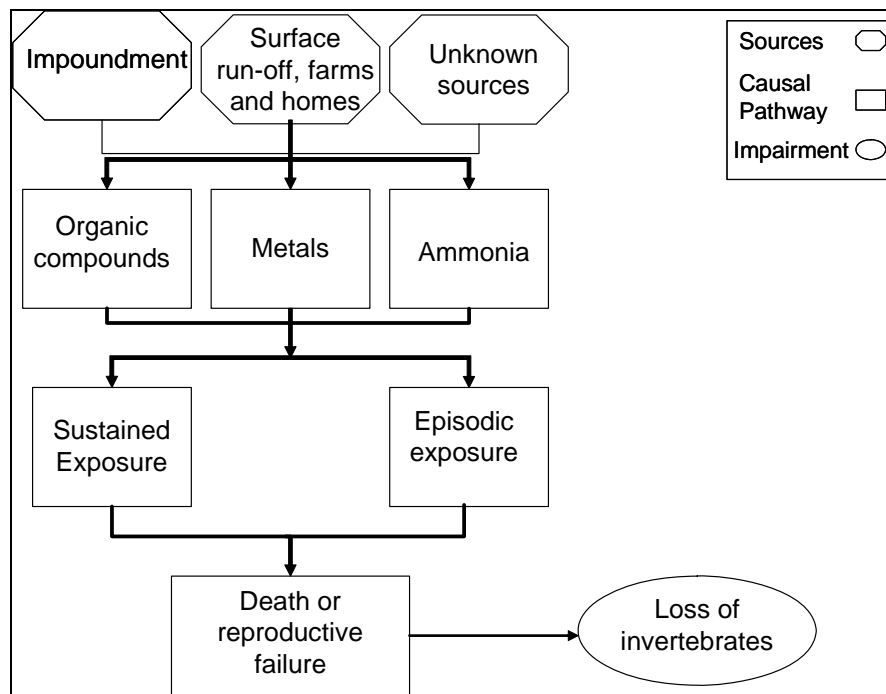 Impoundment
Surface
run-off, farms
and homes
Unknown
sources
Sources
Causal
Pathway
Impairment
Organic
compounds
Metals
Ammonia
Sustained
Exposure
Episodic
exposure
Death or
reproductive
failure
Loss of
invertebrates